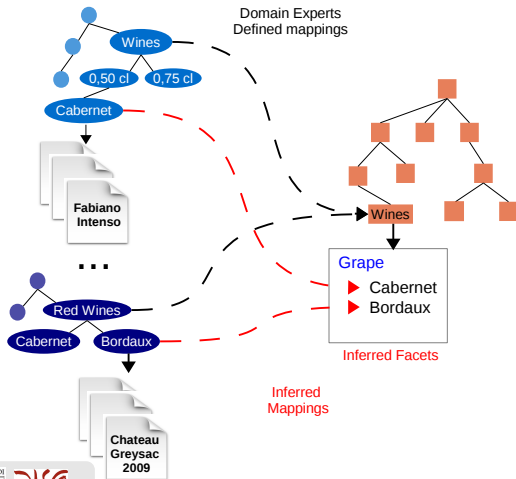 Domain Experts
Defined mappings
Wines
0,50 cl
0,75 cl
Cabernet
Fabiano
Intenso
Wines
...
Grape
Cabernet
Bordaux
Inferred Facets
Red Wines
Cabernet
Bordaux
Inferred
Mappings
Chateau
Greysac
2009